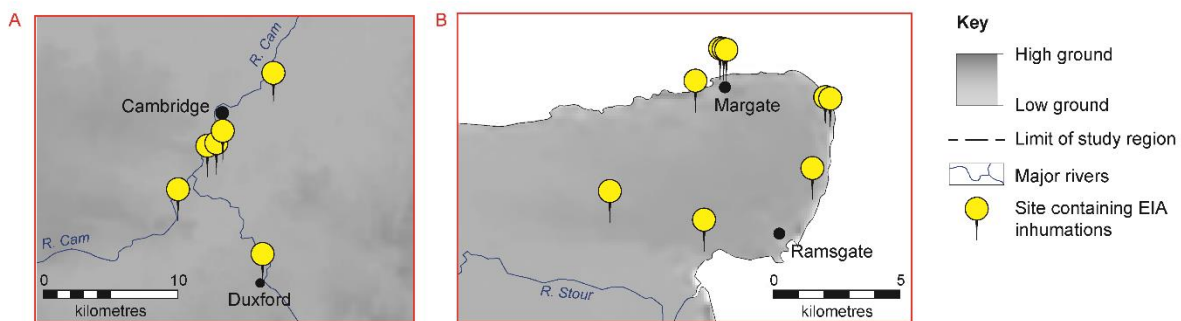 A
R. Cam
Cambridge
R. Cam
0
10
kilometres
Duxford
B
Margate
Ramsgate
R. Stour
0
5
kilometres
Key
High ground
Low ground
Limit of study region
Major rivers
Site containing EIA
inhumations